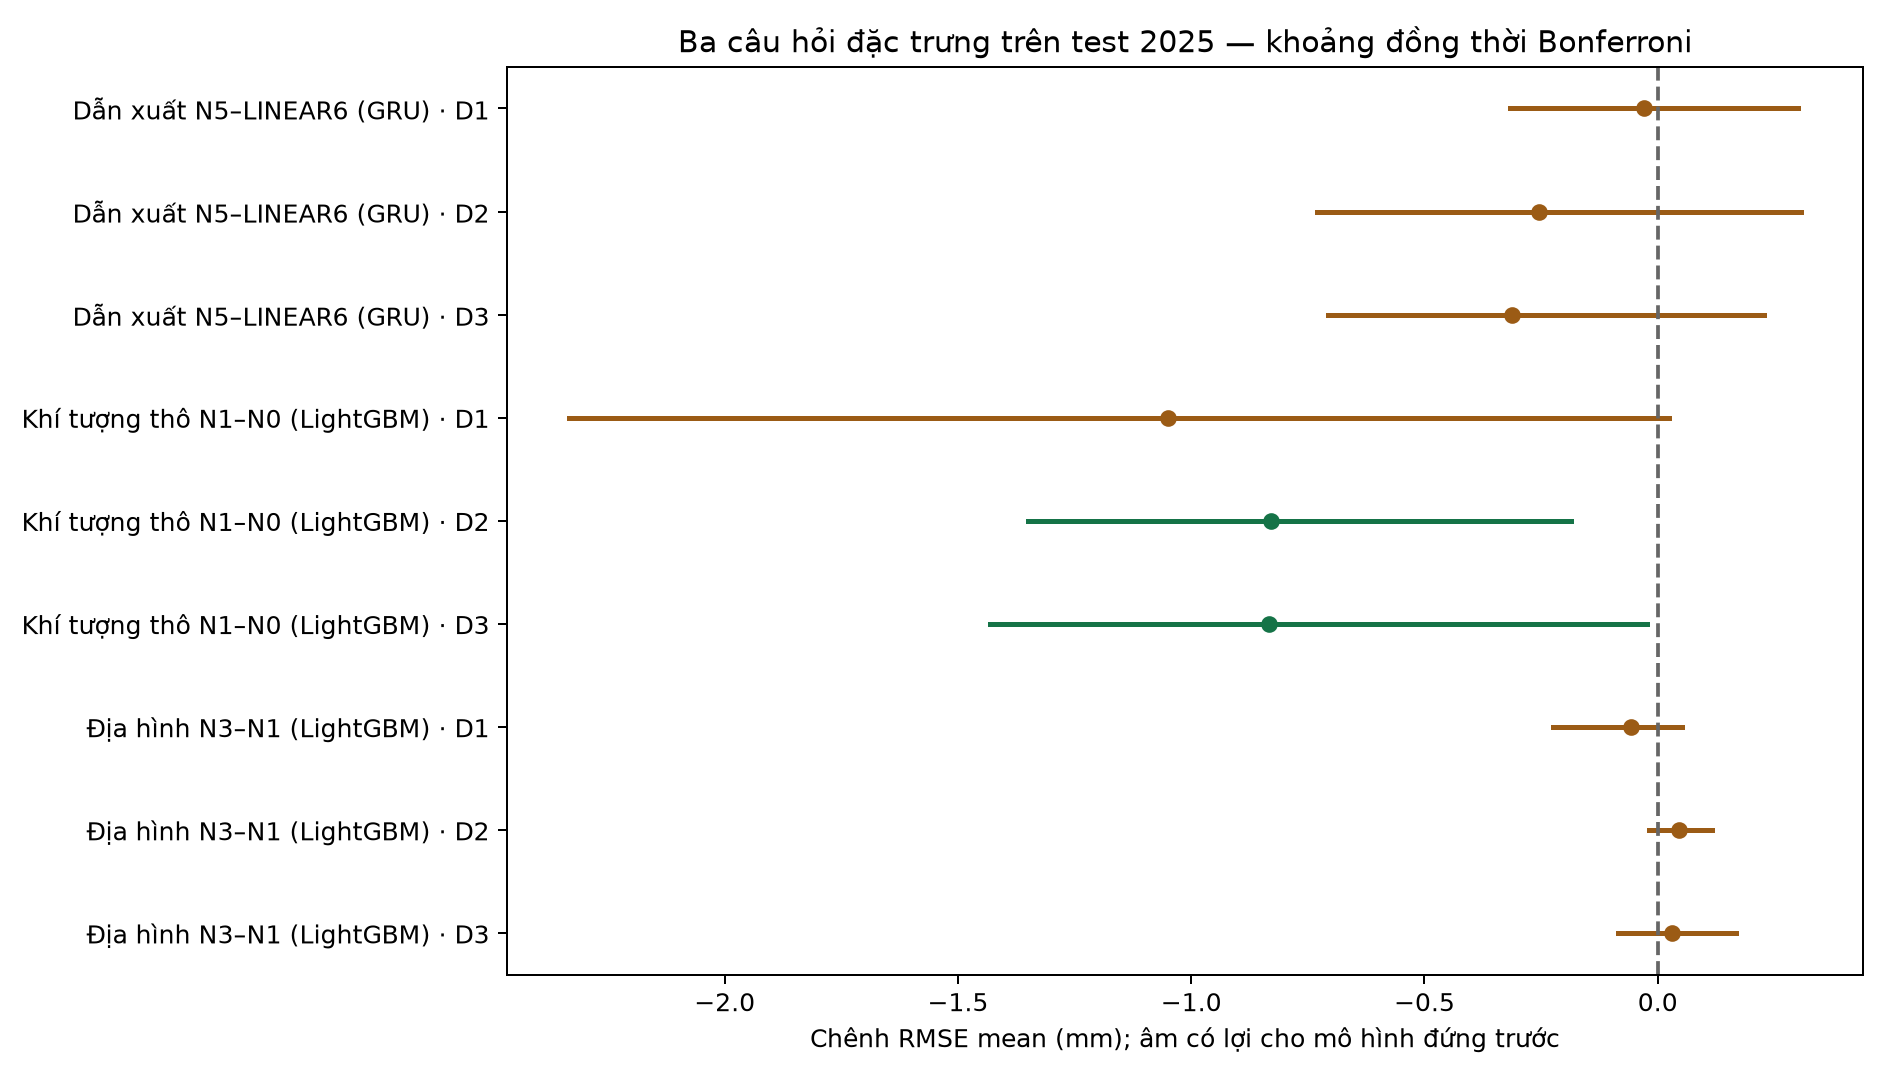 Ba câu hỏi đặc trưng trên test 2025 — khoảng đồng thời Bonferroni
Dẫn xuất N5–LINEAR6 (GRU) · D1
Dẫn xuất N5–LINEAR6 (GRU) · D2
Dẫn xuất N5–LINEAR6 (GRU) · D3
Khí tượng thô N1–N0 (LightGBM) · D1
Khí tượng thô N1–N0 (LightGBM) · D2
Khí tượng thô N1–N0 (LightGBM) · D3
Địa hình N3–N1 (LightGBM) · D1
Địa hình N3–N1 (LightGBM) · D2
Địa hình N3–N1 (LightGBM) · D3
−2.0 −1.5 −1.0 −0.5 0.0
Chênh RMSE mean (mm); âm có lợi cho mô hình đứng trước